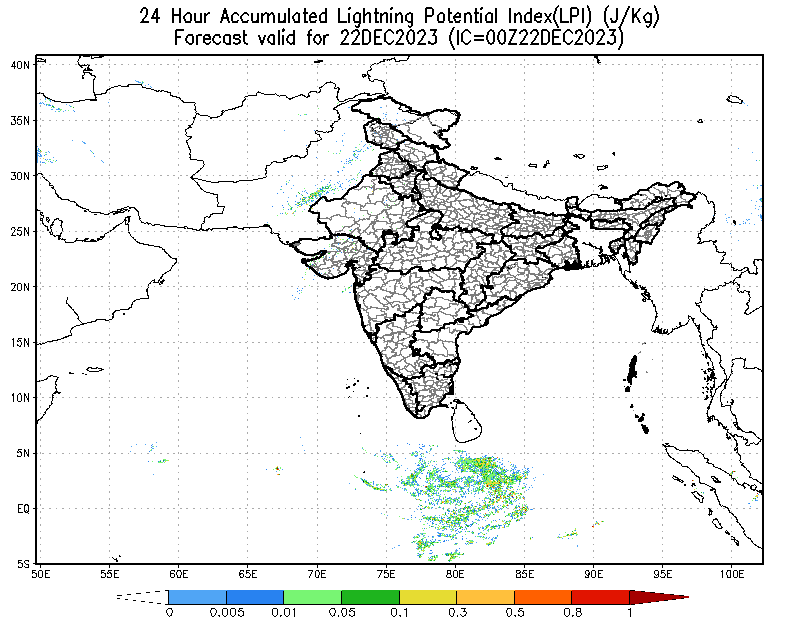 24 Hour Accumulated Lightning Potential Index(LPI) (J/Kg)
Forecast valid for 22DEC2023 (IC=00Z22DEC2023)
40N
35N
30N
25N
20N
15N
10N
5N
EQ
5S
50E 55E 60E 65E 70E 75E 80E 85E 90E 95E 100E
0 0.005 0.01 0.05 0.1 0.3 0.5 0.8 1